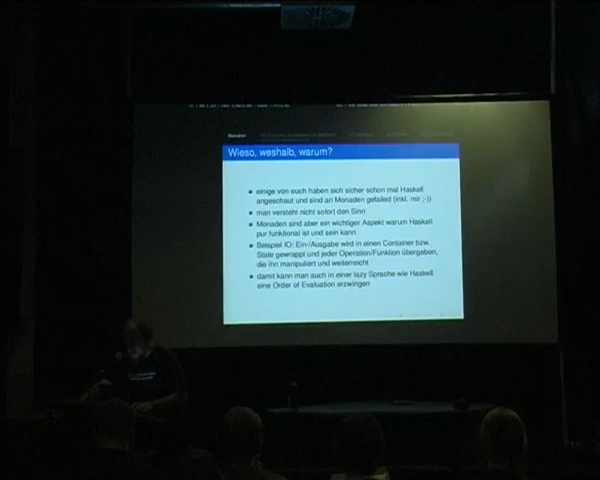 Wieso, weshalb, warum?
einige von euch haben sich sicher schon mal Haskell
angeschaut und sind an Monaden gefailed (inkl. mir ;-))
man versteht nicht sofort den Sinn
Monaden sind aber ein wichtiger Aspekt warum Haskell
pur funktional ist und sein kann
Beispiel IO: Ein-/Ausgabe wird in einen Container bzw.
State gewrappt und jeder Operation/Funktion übergeben,
die ihn manipuliert und weiterreicht
damit kann man auch in einer lazy Sprache wie Haskell
eine Order of Evaluation erzwingen